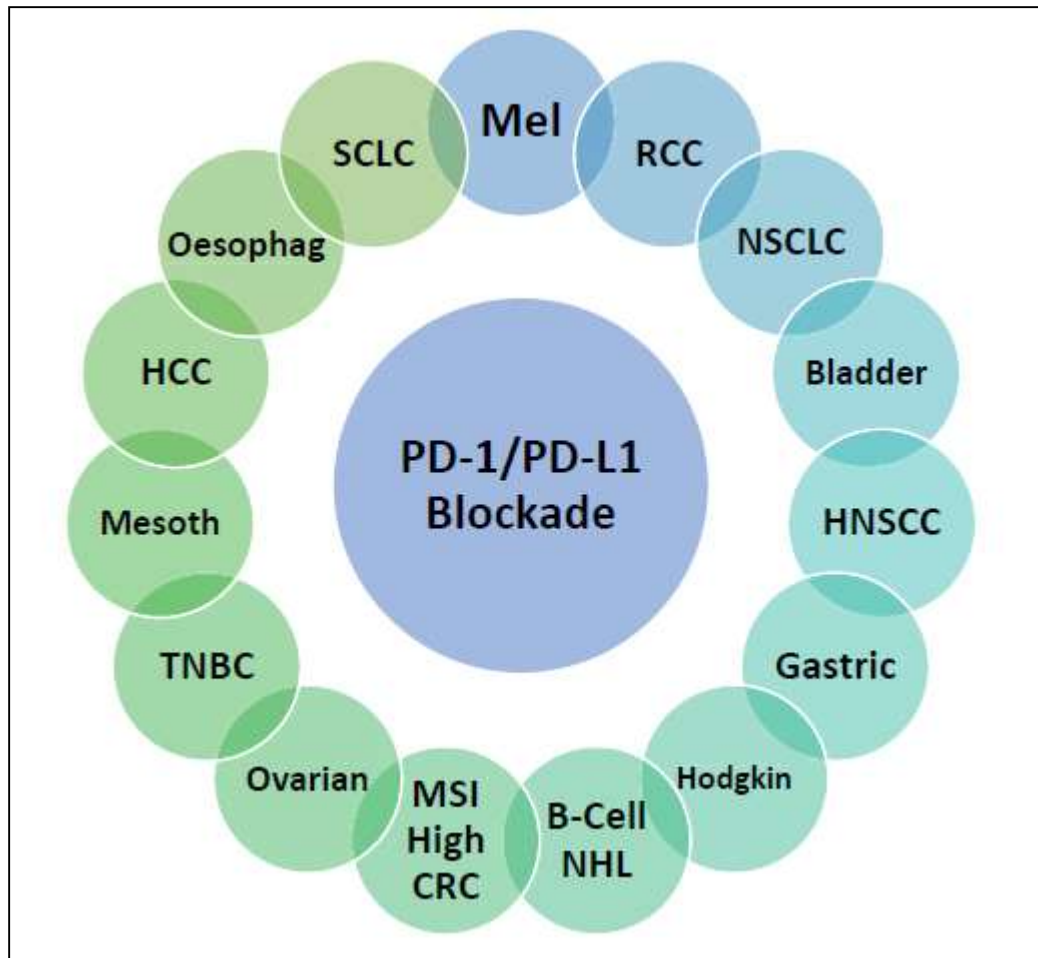 Mel
RCC
NSCLC
Bladder
HNSCC
Gastric
Hodgkin
B-Cell
NHL
MSI
High
CRC
Ovarian
TNBC
Mesoth
HCC
Oesophag
SCLC
PD-1/PD-L1
Blockade